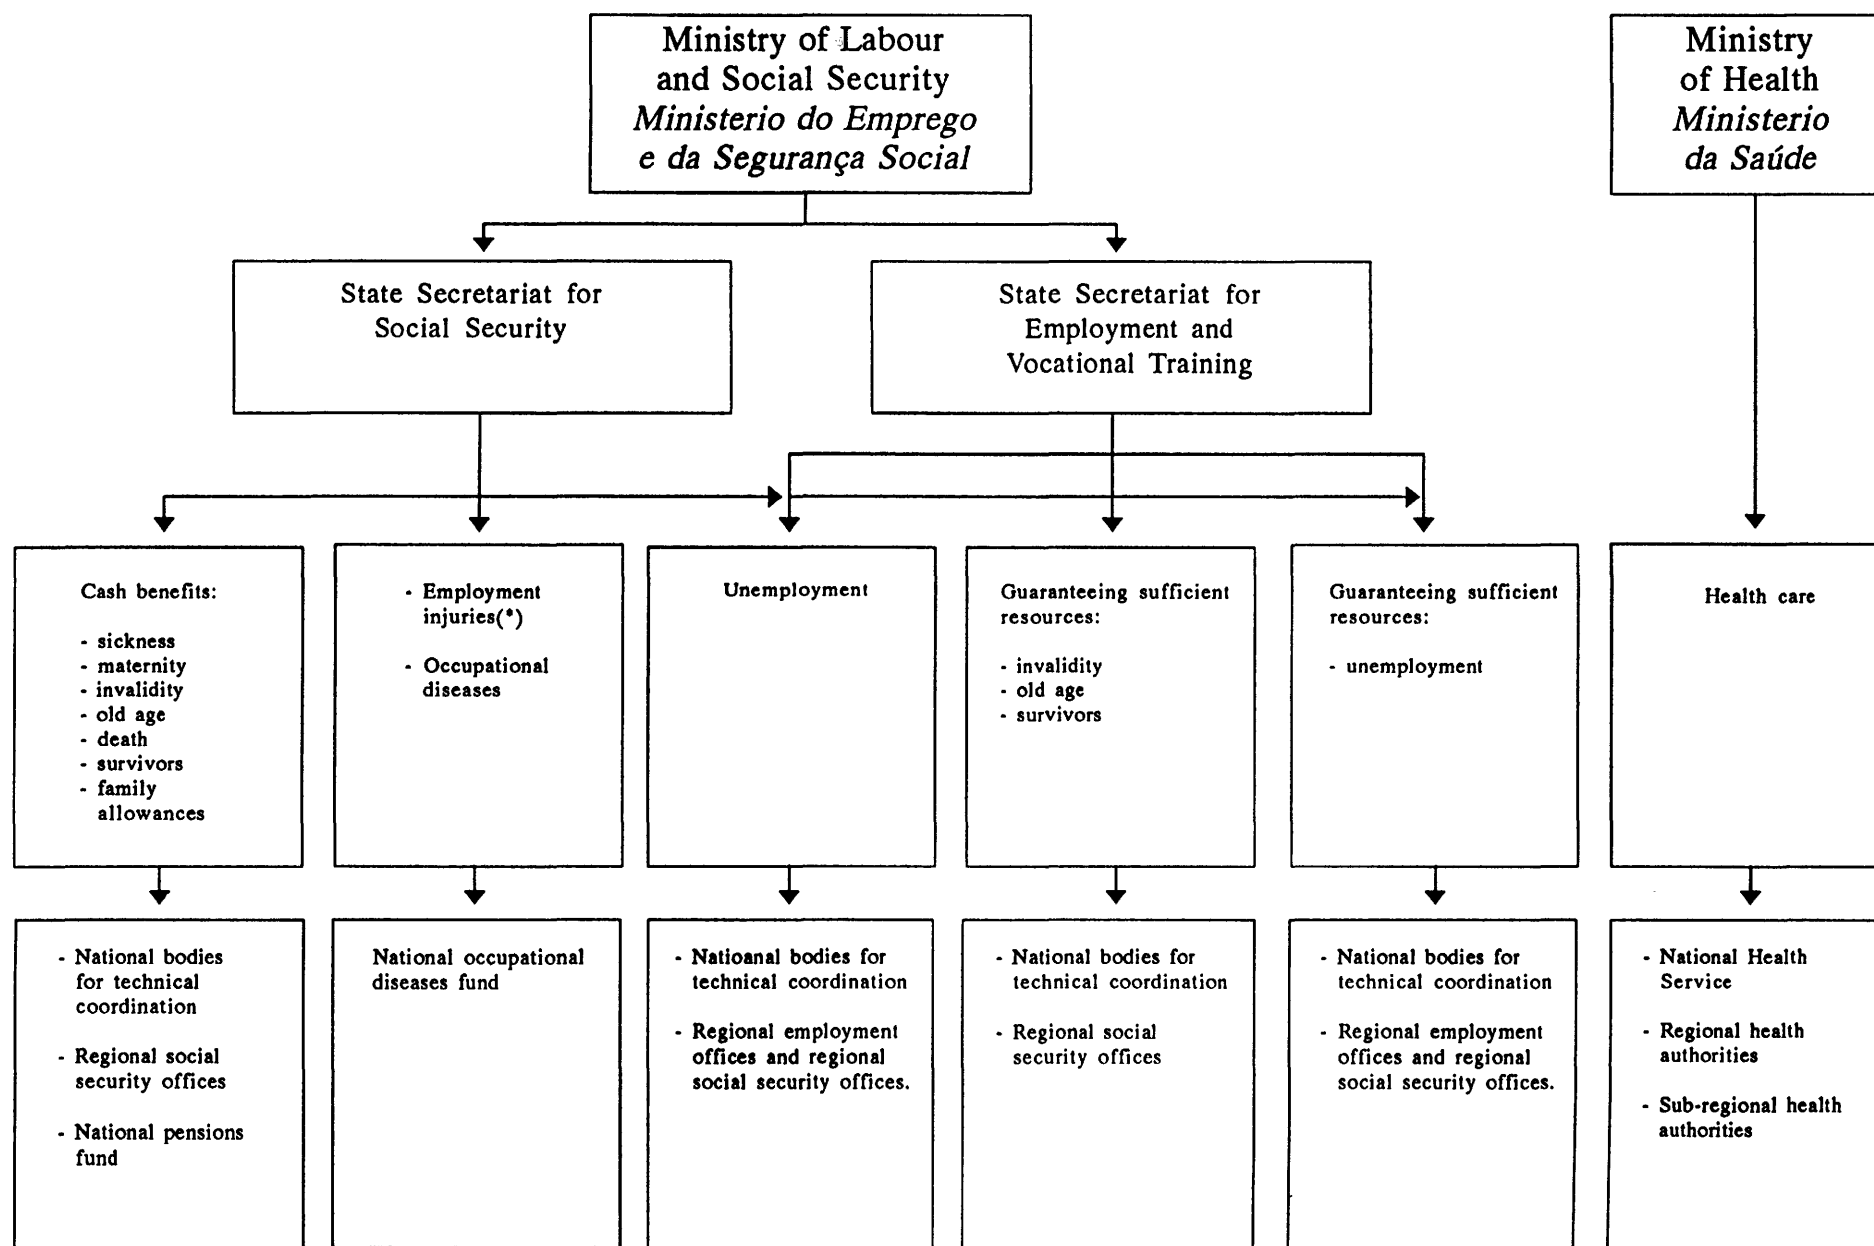 Ministry of Labour
and Social Security
Ministerio do Emprego
e da Segurança Social
Ministry
of Health
Ministerio
da Saúde
State Secretariat for
Social Security
State Secretariat for
Employment and
Vocational Training
Cash benefits:
- sickness
- maternity
- invalidity
- old age
- death
- survivors
- family
allowances
- Employment
injuries(*)
- Occupational
diseases
Unemployment
Guaranteeing sufficient
resources:
- invalidity
- old age
- survivors
Guaranteeing sufficient
resources:
- unemployment
Health care
- National bodies
for technical
coordination
- Regional social
security offices
- National pensions
fund
National occupational
diseases fund
- Natioanal bodies for
technical coordination
- Regional employment
offices and regional
social security offices.
- National bodies for
technical coordination
- Regional social
security offices
- National bodies for
technical coordination
- Regional employment
offices and regional
social security offices.
- National Health
Service
- Regional health
authorities
- Sub-regional health
authorities